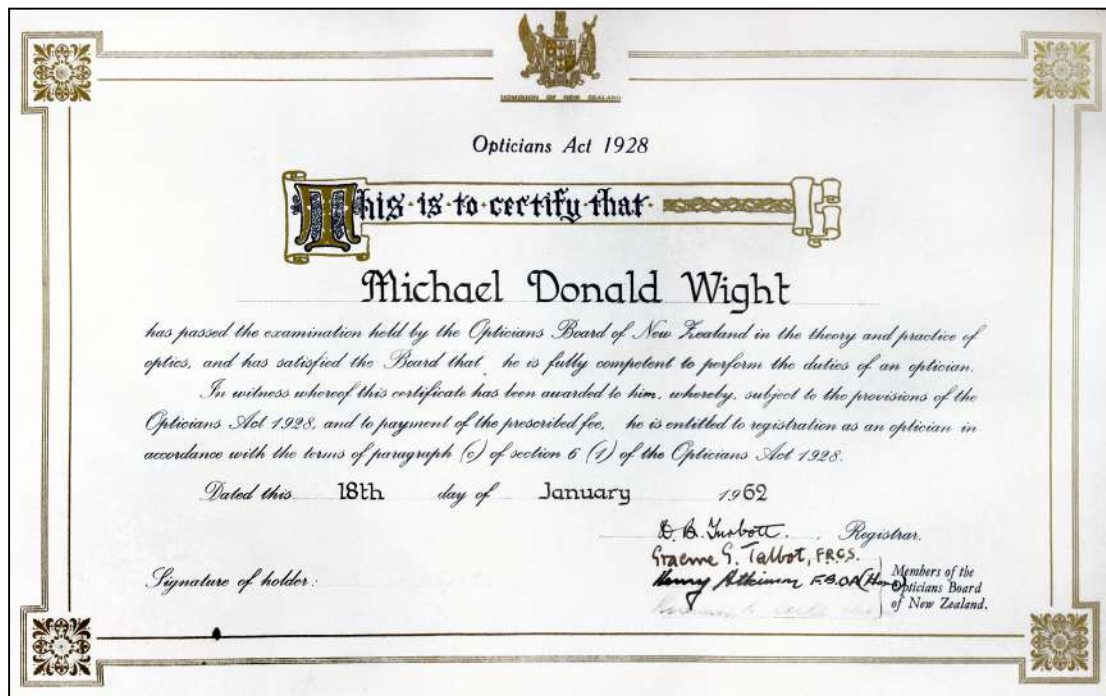 DOMINION OF NEW ZEALAND
Opticians Act 1928
This·is·to·certify·that·
Michael Donald Wight
has passed the examination held by the Opticians Board of New Zealand in the theory and practice of
optics, and has satisfied the Board that he is fully competent to perform the duties of an optician.
In witness whereof this certificate has been awarded to him, whereby, subject to the provisions of the
Opticians Act 1928, and to payment of the prescribed fee, he is entitled to registration as an optician in
accordance with the terms of paragraph (c) of section 6 (1) of the Opticians Act 1928.
Dated this 18th day of January 1962
Turbott. Registrar.
Graeme G. Talbot, F.R.C.S.
Henry Atkinson F.B.O.A (Hons)
Members of the
Opticians Board
of New Zealand.
Signature of holder: